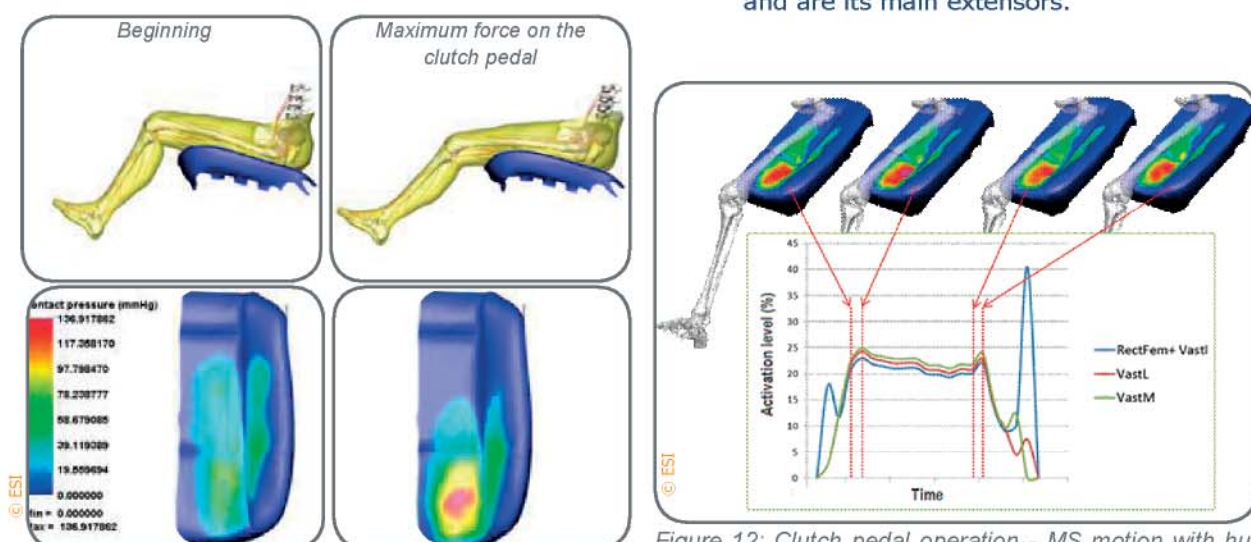 and are its main extensors.
Beginning
Maximum force on the
clutch pedal
ontact pressure (mmHg)
136.917862
117.358170
97.798470
78.238777
58.679085
39.119389
19.559694
0.000000
fin = 0.000000
tax = 136.917862
© ESI
45
40
35
30
25
20
15
10
5
0
Activation level (%)
Time
RectFem+ VastI
VastL
VastM
© ESI
Figure 12: Clutch pedal operation - MS motion with hu